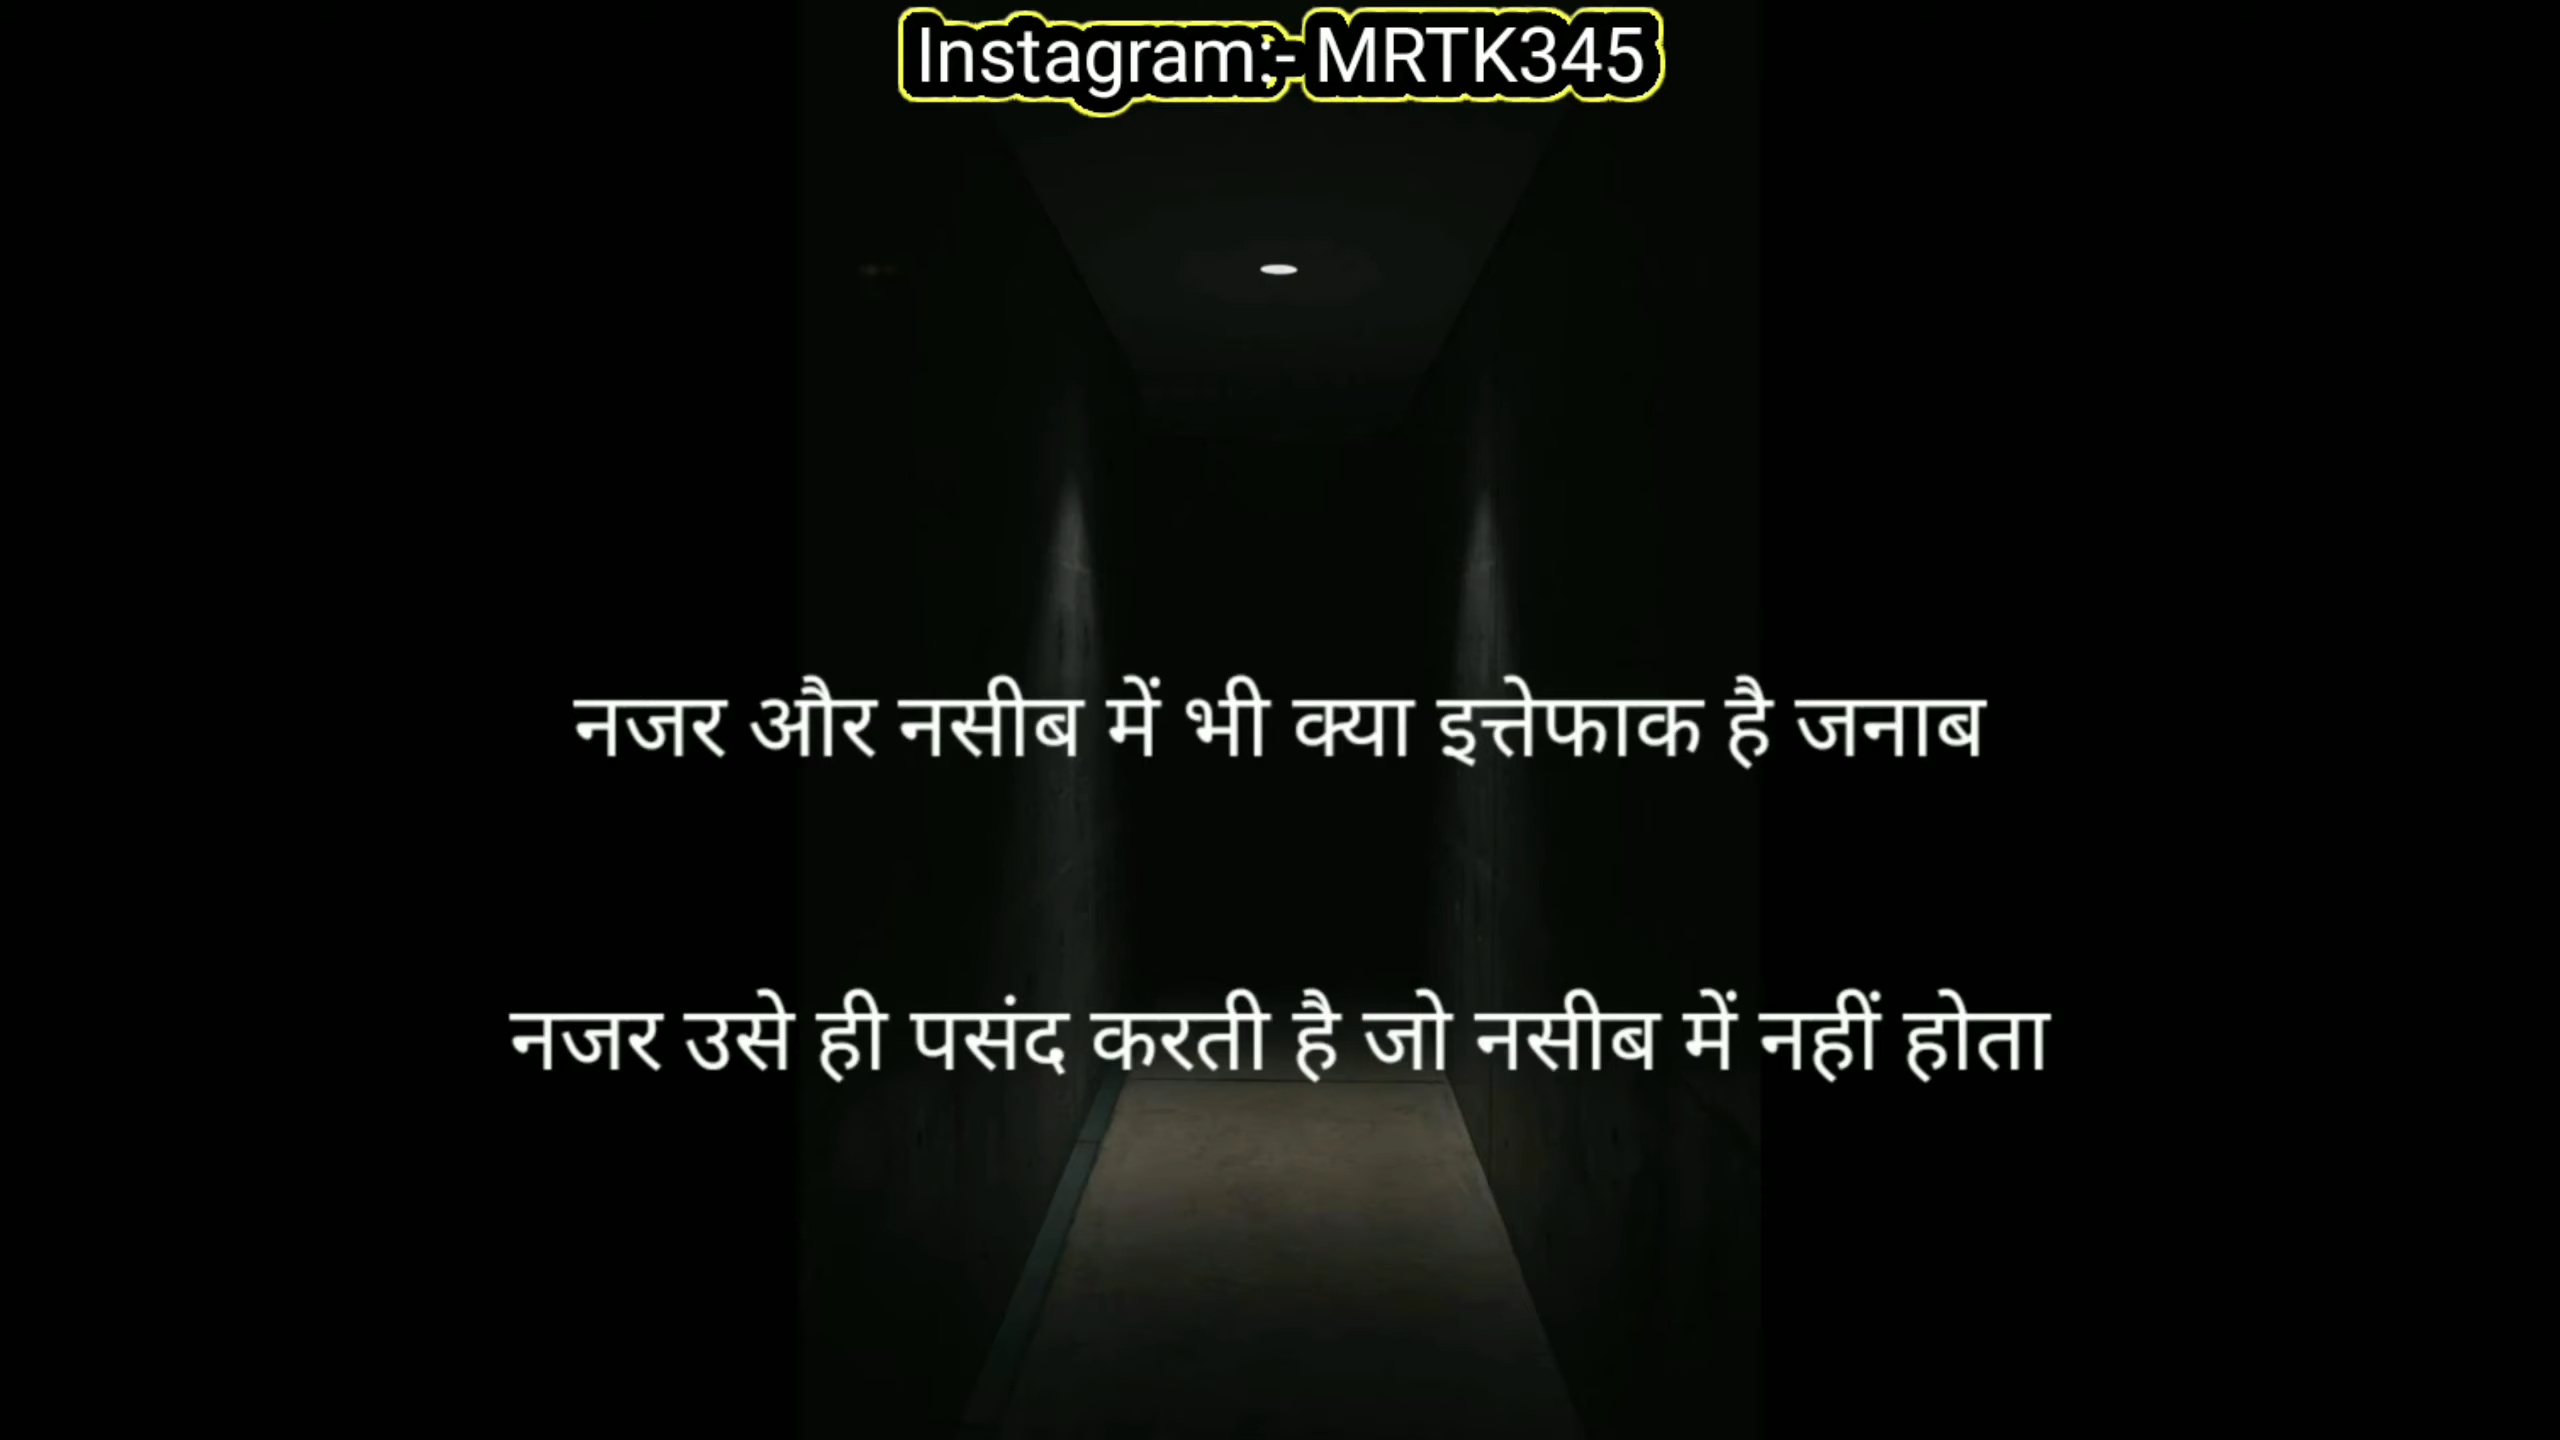 Instagram:- MRTK345
नजर और नसीब में भी क्या इत्तेफाक है जनाब
नजर उसे ही पसंद करती है जो नसीब में नहीं होता